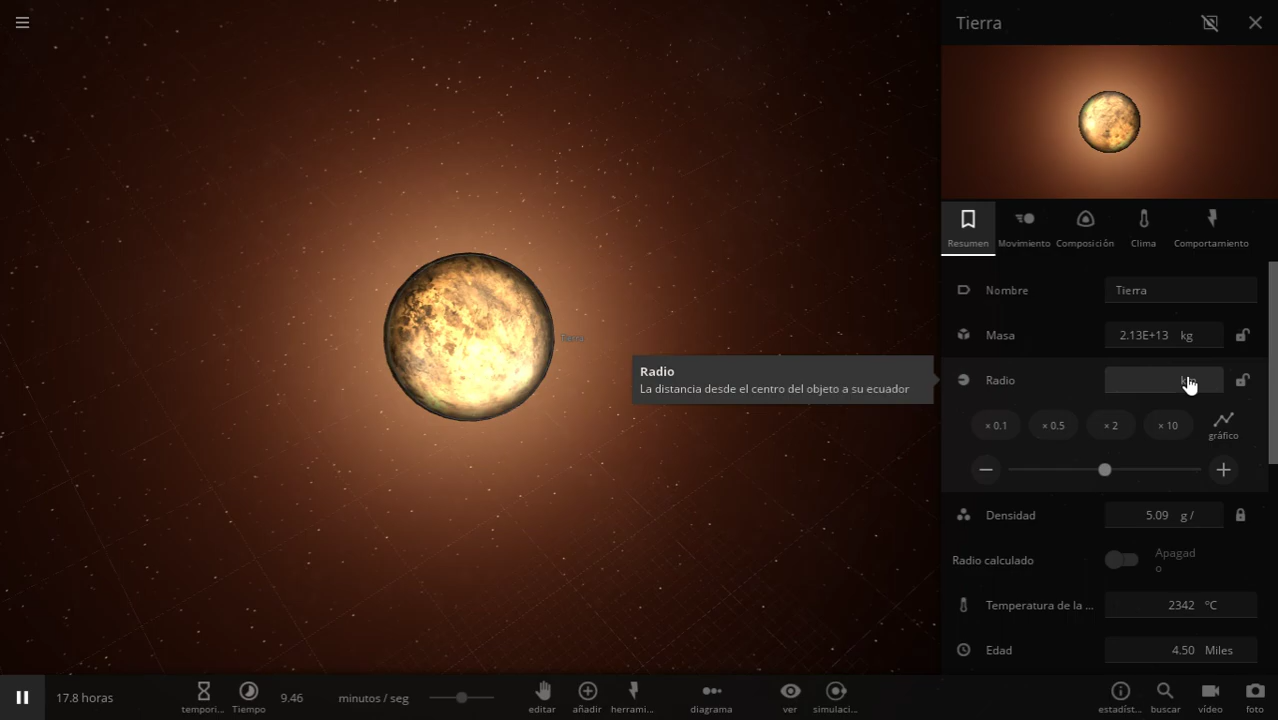 Tierra
Resumen
Movimiento
Composición
Clima
Comportamiento
Nombre
Tierra
Masa
2.13E+13 kg
Tierra
Radio
La distancia desde el centro del objeto a su ecuador
Radio
× 0.1
× 0.5
× 2
× 10
gráfico
Densidad
5.09 g /
Radio calculado
Apagad
o
Temperatura de la ...
2342 °C
Edad
4.50 Miles
17.8 horas
tempori...
Tiempo
9.46
minutos / seg
editar
añadir
herrami...
diagrama
ver
simulaci...
estadíst...
buscar
vídeo
foto